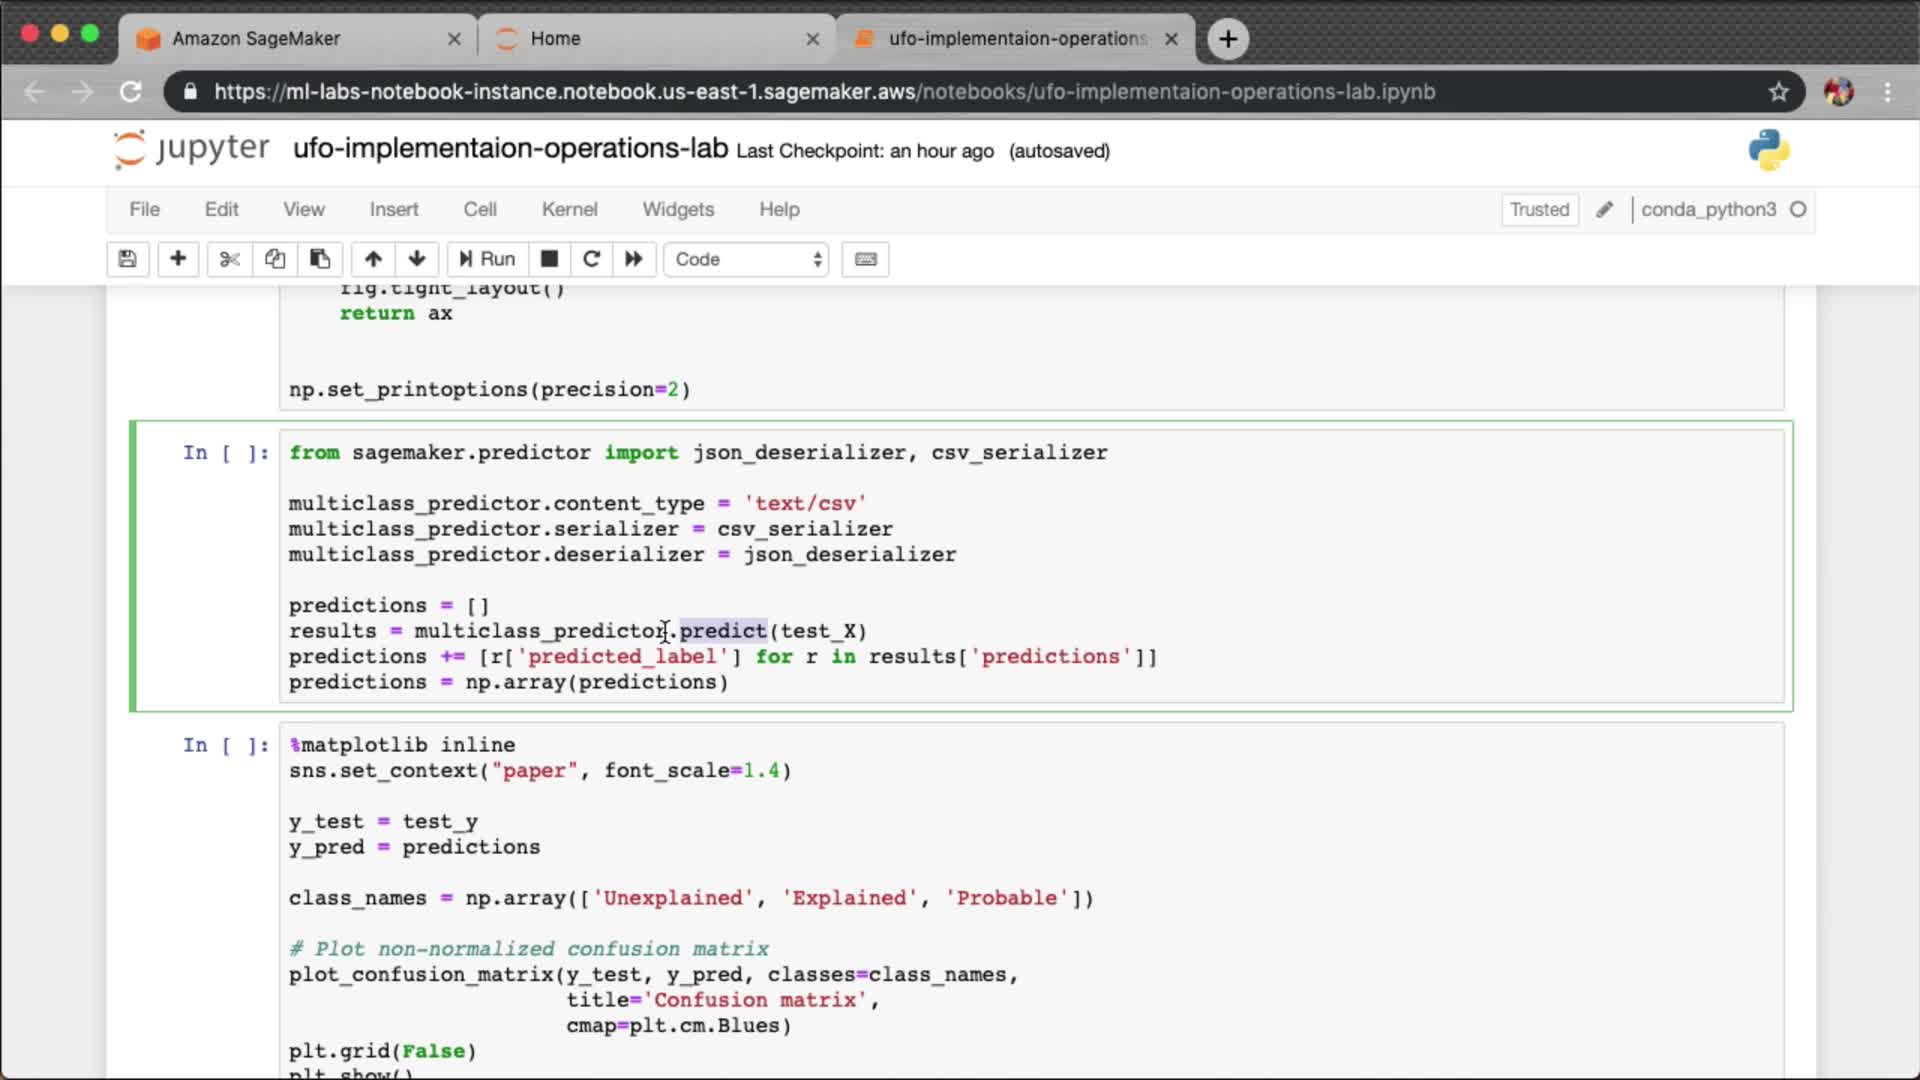 Amazon SageMaker
Home
ufo-implementaion-operations
https://ml-labs-notebook-instance.notebook.us-east-1.sagemaker.aws/notebooks/ufo-implementaion-operations-lab.ipynb
jupyter ufo-implementaion-operations-lab Last Checkpoint: an hour ago (autosaved)
File Edit View Insert Cell Kernel Widgets Help Trusted conda_python3
Run Code
fig.tight_layout()
return ax
np.set_printoptions(precision=2)
In [ ]: from sagemaker.predictor import json_deserializer, csv_serializer
multiclass_predictor.content_type = 'text/csv'
multiclass_predictor.serializer = csv_serializer
multiclass_predictor.deserializer = json_deserializer
predictions = []
results = multiclass_predictor.predict(test_X)
predictions += [r['predicted_label'] for r in results['predictions']]
predictions = np.array(predictions)
In [ ]: %matplotlib inline
sns.set_context("paper", font_scale=1.4)
y_test = test_y
y_pred = predictions
class_names = np.array(['Unexplained', 'Explained', 'Probable'])
# Plot non-normalized confusion matrix
plot_confusion_matrix(y_test, y_pred, classes=class_names,
title='Confusion matrix',
cmap=plt.cm.Blues)
plt.grid(False)
plt.show()